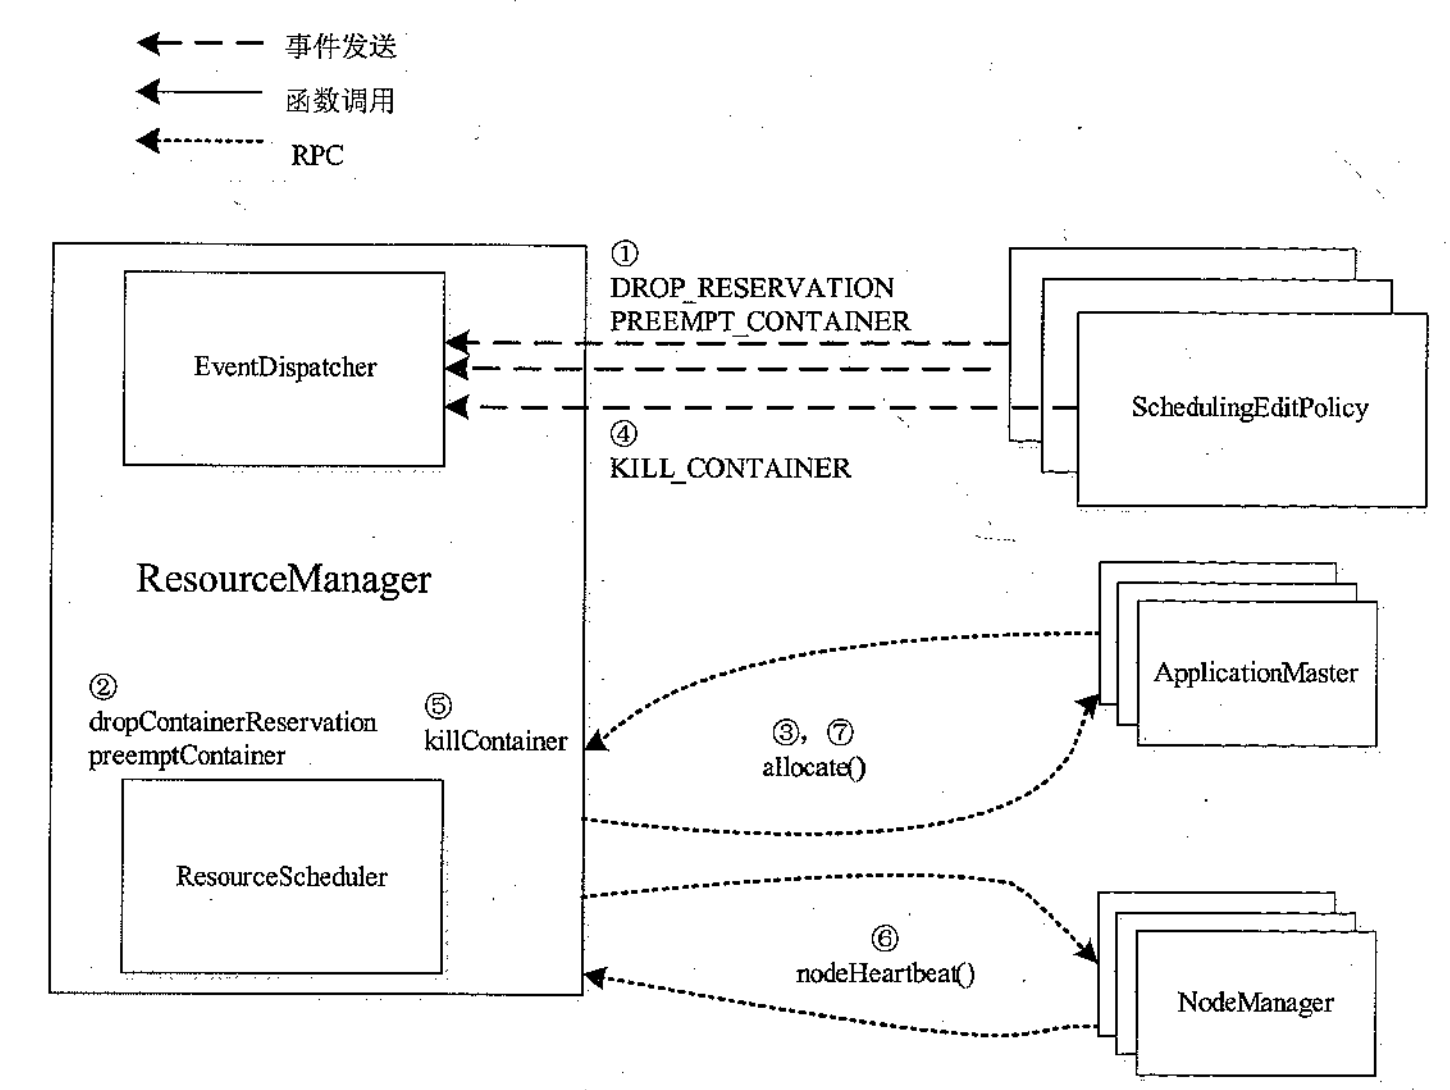 事件发送
函数调用
RPC
①
DROP_RESERVATION
PREEMPT_CONTAINER
EventDispatcher
SchedulingEditPolicy
④
KILL_CONTAINER
ResourceManager
②
dropContainerReservation
preemptContainer
⑤
killContainer
③，⑦
allocate()
ApplicationMaster
ResourceScheduler
⑥
nodeHeartbeat()
NodeManager